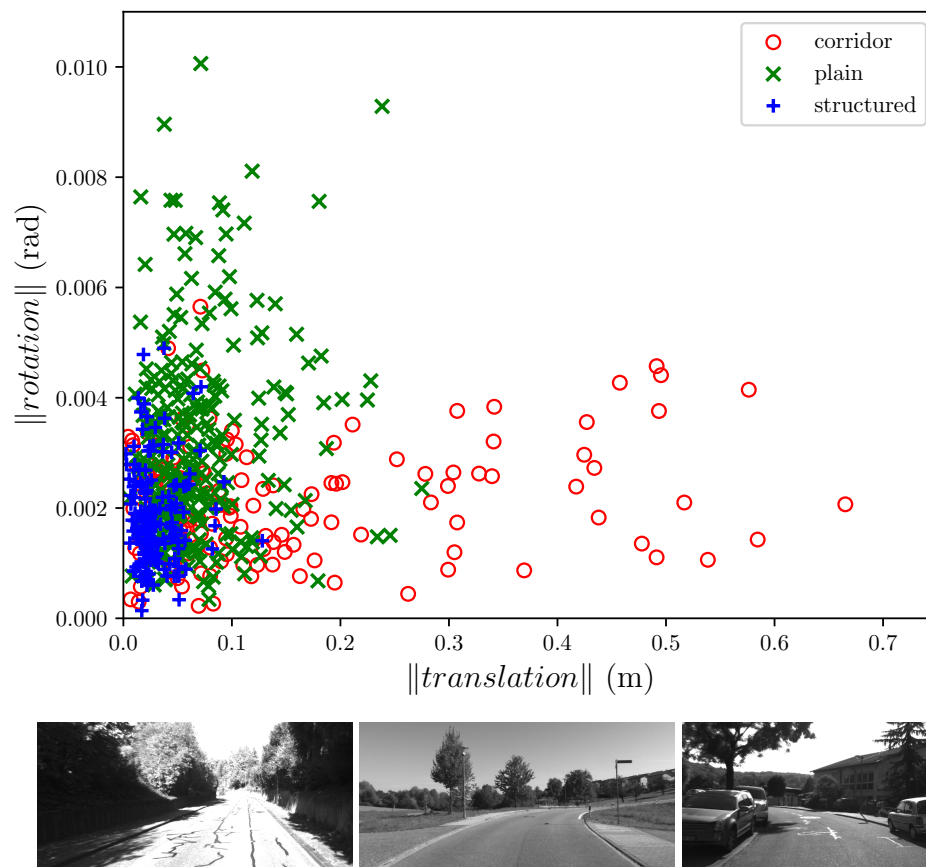 corridor
plain
structured
0.010
0.008
0.006
0.004
0.002
0.000
‖rotation‖ (rad)
0.0 0.1 0.2 0.3 0.4 0.5 0.6 0.7
‖translation‖ (m)